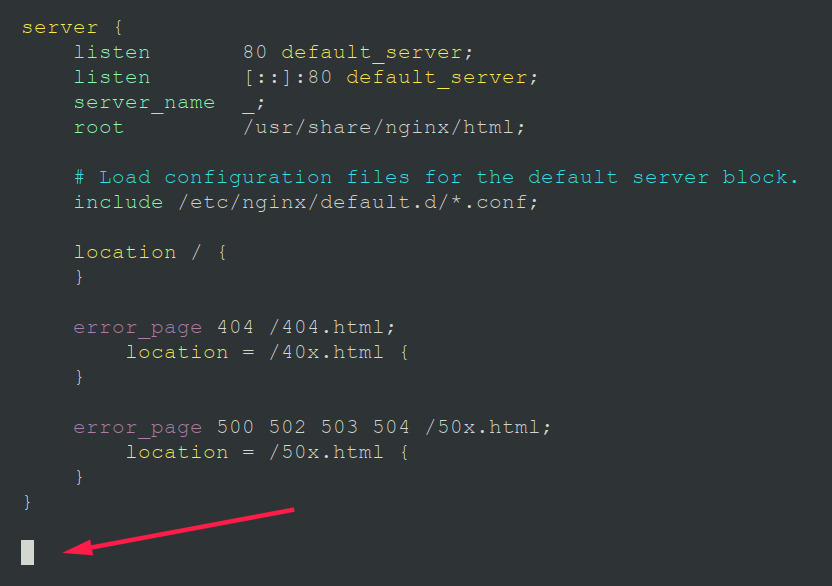 server {
    listen       80 default_server;
    listen       [::]:80 default_server;
    server_name  _;
    root         /usr/share/nginx/html;
    # Load configuration files for the default server block.
    include /etc/nginx/default.d/*.conf;
    location / {
    }
    error_page 404 /404.html;
        location = /40x.html {
    }
    error_page 500 502 503 504 /50x.html;
        location = /50x.html {
    }
}